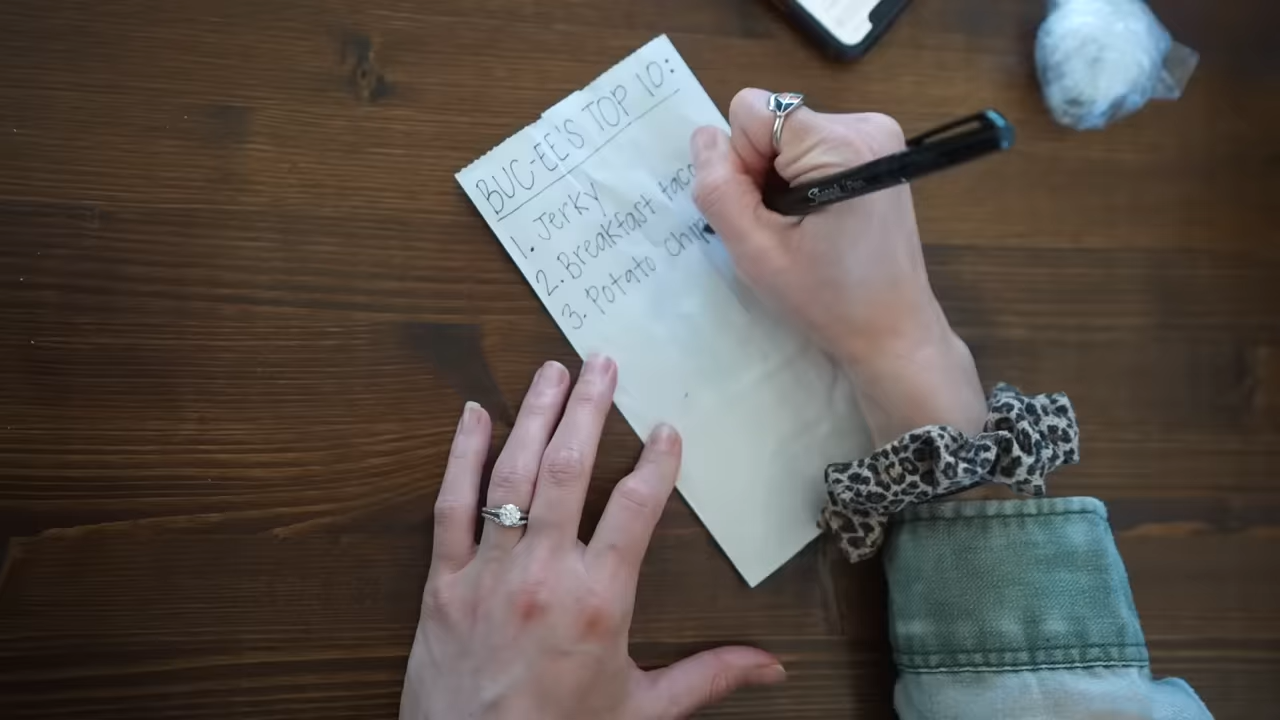 BUC-EE'S TOP 10:
1. Jerky
2. Breakfast taco
3. Potato chip
Sharpie Pen